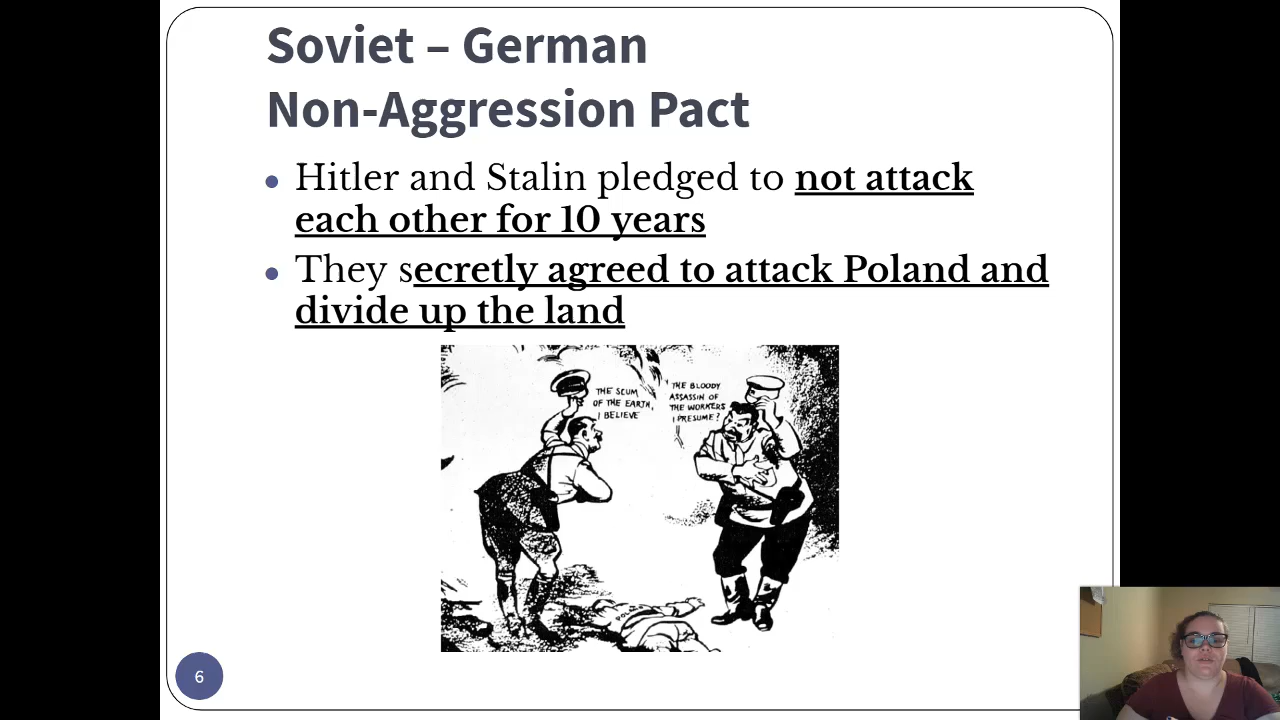 Soviet – German
Non-Aggression Pact
• Hitler and Stalin pledged to not attack
each other for 10 years
• They secretly agreed to attack Poland and
divide up the land
THE SCUM
OF THE EARTH,
I BELIEVE
THE BLOODY
ASSASSIN OF
THE WORKERS
I PRESUME?
6